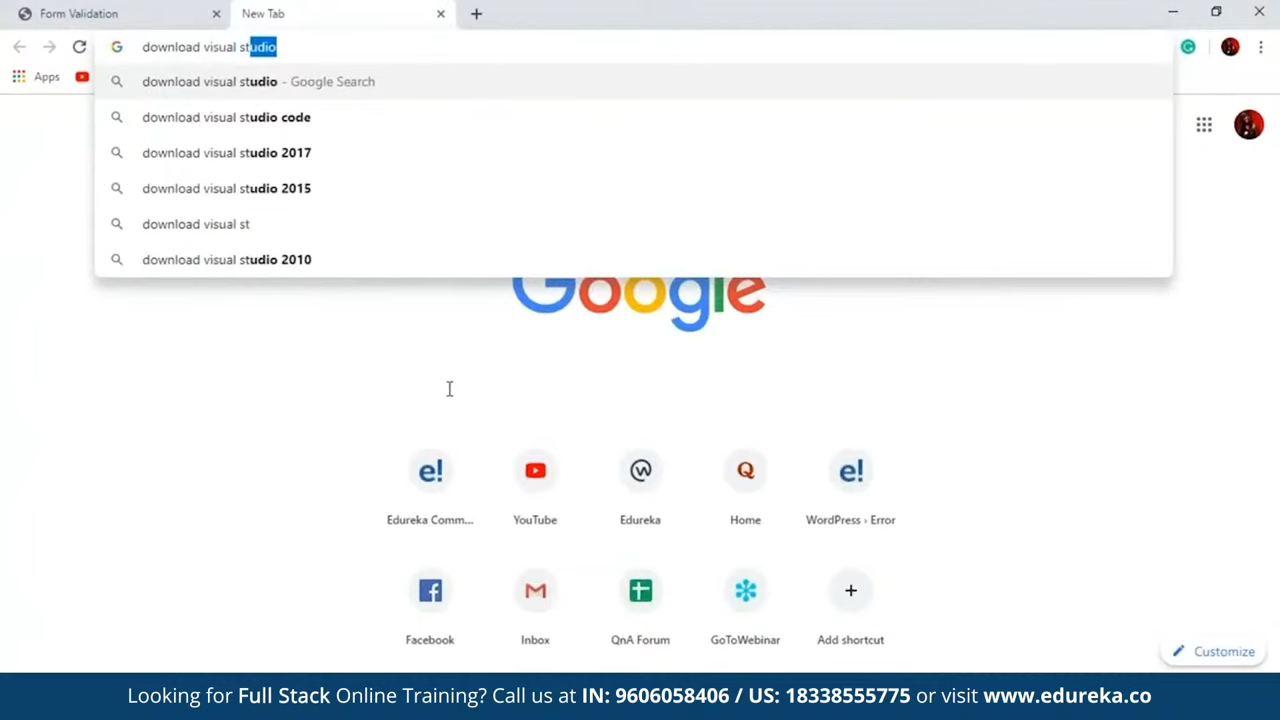 Form Validation
New Tab
download visual studio
Apps
download visual studio - Google Search
download visual studio code
download visual studio 2017
download visual studio 2015
download visual st
download visual studio 2010
Google
Edureka Comm...
YouTube
Edureka
Home
WordPress › Error
Facebook
Inbox
QnA Forum
GoToWebinar
Add shortcut
Customize
Looking for Full Stack Online Training? Call us at IN: 9606058406 / US: 18338555775 or visit www.edureka.co